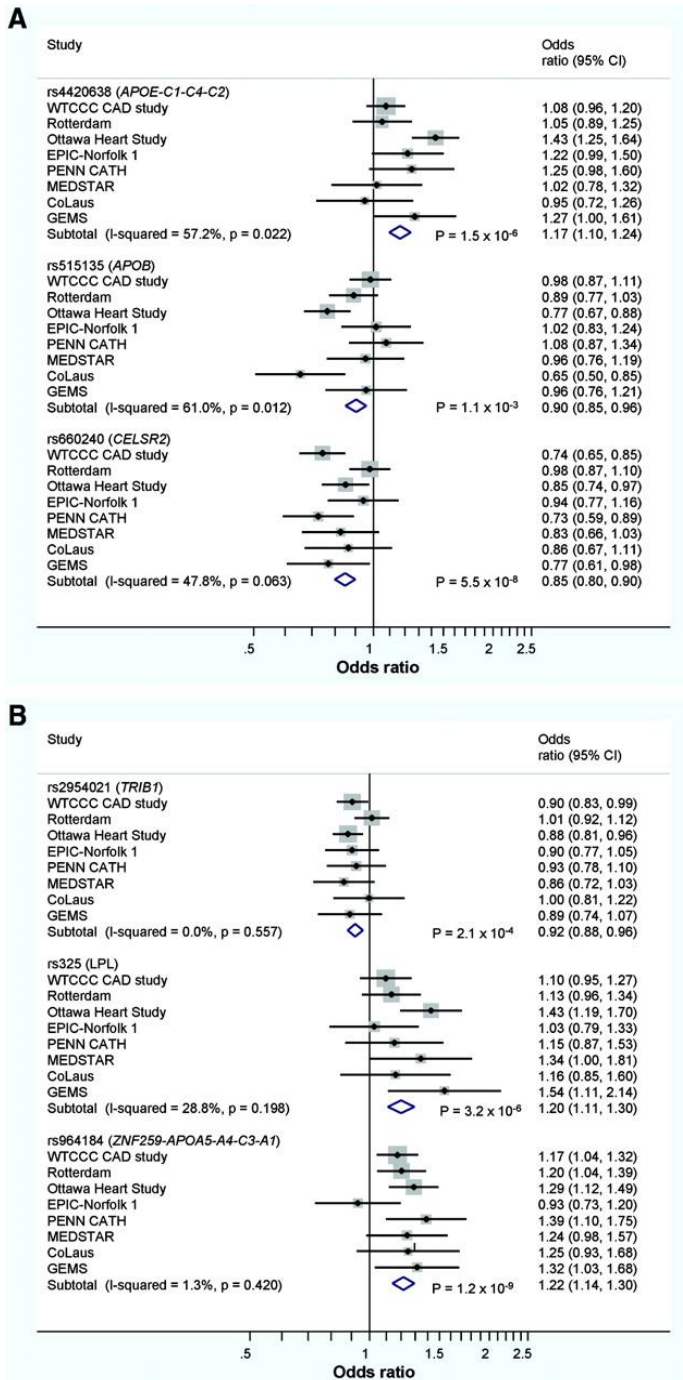 A
Study Odds ratio (95% CI)
rs4420638 (APOE-C1-C4-C2)
WTCCC CAD study 1.08 (0.96, 1.20)
Rotterdam 1.05 (0.89, 1.25)
Ottawa Heart Study 1.43 (1.25, 1.64)
EPIC-Norfolk 1 1.22 (0.99, 1.50)
PENN CATH 1.25 (0.98, 1.60)
MEDSTAR 1.02 (0.78, 1.32)
CoLaus 0.95 (0.72, 1.26)
GEMS 1.27 (1.00, 1.61)
Subtotal (I-squared = 57.2%, p = 0.022) P = 1.5 x 10-6 1.17 (1.10, 1.24)
rs515135 (APOB)
WTCCC CAD study 0.98 (0.87, 1.11)
Rotterdam 0.89 (0.77, 1.03)
Ottawa Heart Study 0.77 (0.67, 0.88)
EPIC-Norfolk 1 1.02 (0.83, 1.24)
PENN CATH 1.08 (0.87, 1.34)
MEDSTAR 0.96 (0.76, 1.19)
CoLaus 0.65 (0.50, 0.85)
GEMS 0.96 (0.76, 1.21)
Subtotal (I-squared = 61.0%, p = 0.012) P = 1.1 x 10-3 0.90 (0.85, 0.96)
rs660240 (CELSR2)
WTCCC CAD study 0.74 (0.65, 0.85)
Rotterdam 0.98 (0.87, 1.10)
Ottawa Heart Study 0.85 (0.74, 0.97)
EPIC-Norfolk 1 0.94 (0.77, 1.16)
PENN CATH 0.73 (0.59, 0.89)
MEDSTAR 0.83 (0.66, 1.03)
CoLaus 0.86 (0.67, 1.11)
GEMS 0.77 (0.61, 0.98)
Subtotal (I-squared = 47.8%, p = 0.063) P = 5.5 x 10-8 0.85 (0.80, 0.90)
.5 1 1.5 2 2.5
Odds ratio
B
Study Odds ratio (95% CI)
rs2954021 (TRIB1)
WTCCC CAD study 0.90 (0.83, 0.99)
Rotterdam 1.01 (0.92, 1.12)
Ottawa Heart Study 0.88 (0.81, 0.96)
EPIC-Norfolk 1 0.90 (0.77, 1.05)
PENN CATH 0.93 (0.78, 1.10)
MEDSTAR 0.86 (0.72, 1.03)
CoLaus 1.00 (0.81, 1.22)
GEMS 0.89 (0.74, 1.07)
Subtotal (I-squared = 0.0%, p = 0.557) P = 2.1 x 10-4 0.92 (0.88, 0.96)
rs325 (LPL)
WTCCC CAD study 1.10 (0.95, 1.27)
Rotterdam 1.13 (0.96, 1.34)
Ottawa Heart Study 1.43 (1.19, 1.70)
EPIC-Norfolk 1 1.03 (0.79, 1.33)
PENN CATH 1.15 (0.87, 1.53)
MEDSTAR 1.34 (1.00, 1.81)
CoLaus 1.16 (0.85, 1.60)
GEMS 1.54 (1.11, 2.14)
Subtotal (I-squared = 28.8%, p = 0.198) P = 3.2 x 10-6 1.20 (1.11, 1.30)
rs964184 (ZNF259-APOA5-A4-C3-A1)
WTCCC CAD study 1.17 (1.04, 1.32)
Rotterdam 1.20 (1.04, 1.39)
Ottawa Heart Study 1.29 (1.12, 1.49)
EPIC-Norfolk 1 0.93 (0.73, 1.20)
PENN CATH 1.39 (1.10, 1.75)
MEDSTAR 1.24 (0.98, 1.57)
CoLaus 1.25 (0.93, 1.68)
GEMS 1.32 (1.03, 1.68)
Subtotal (I-squared = 1.3%, p = 0.420) P = 1.2 x 10-9 1.22 (1.14, 1.30)
.5 1 1.5 2 2.5
Odds ratio